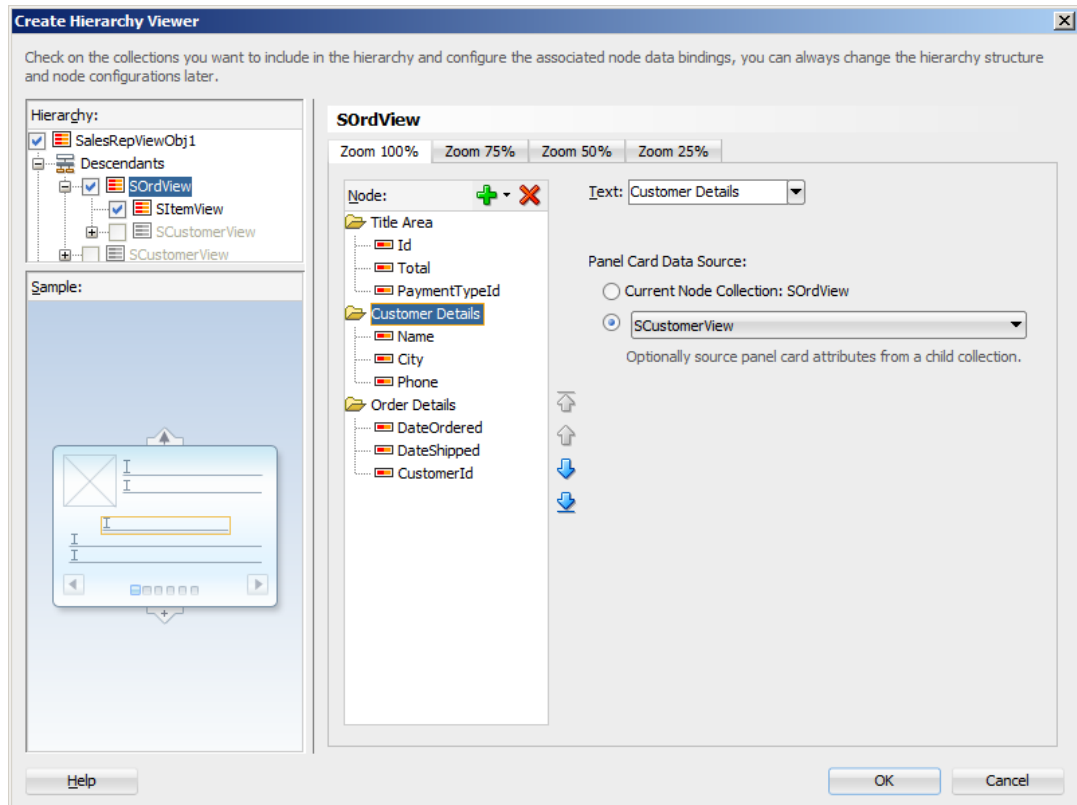 Create Hierarchy Viewer
Check on the collections you want to include in the hierarchy and configure the associated node data bindings, you can always change the hierarchy structure
and node configurations later.
Hierarchy:
SalesRepViewObj1
Descendants
SOrdView
SItemView
SCustomerView
SCustomerView
Sample:
SOrdView
Zoom 100% Zoom 75% Zoom 50% Zoom 25%
Node:
Title Area
Id
Total
PaymentTypeId
Customer Details
Name
City
Phone
Order Details
DateOrdered
DateShipped
CustomerId
Text: Customer Details
Panel Card Data Source:
Current Node Collection: SOrdView
SCustomerView
Optionally source panel card attributes from a child collection.
Help
OK
Cancel